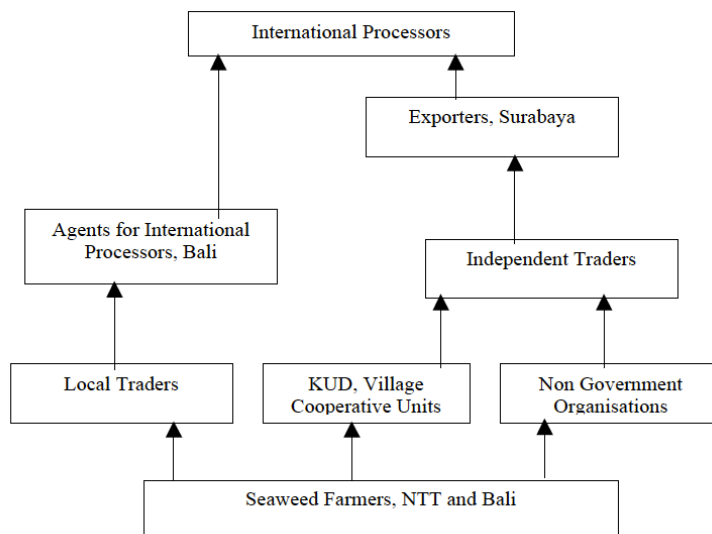 International Processors
Exporters, Surabaya
Agents for International
Processors, Bali
Independent Traders
Local Traders
KUD, Village
Cooperative Units
Non Government
Organisations
Seaweed Farmers, NTT and Bali